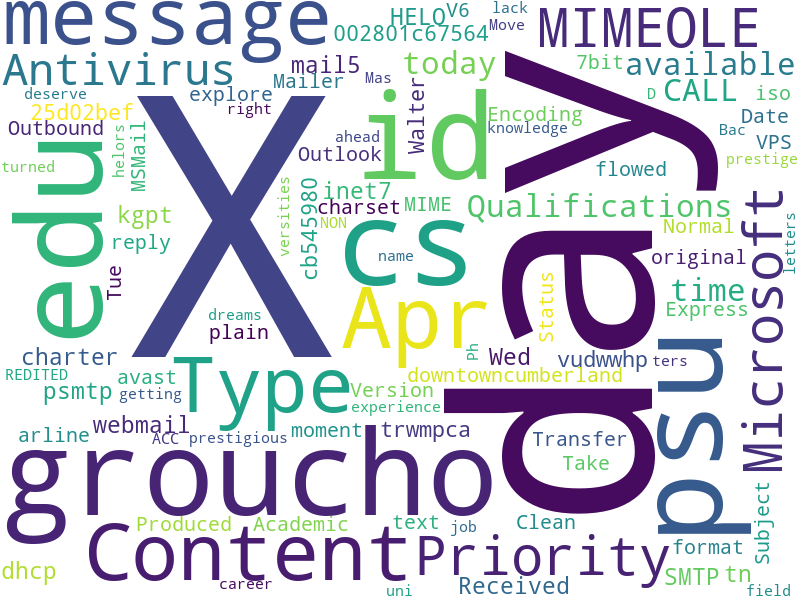 message
HELO
V6
lack
Move
MIMEOLE
002801c67564
Antivirus
mail5
Mas
today
7bit
available
deserve
explore
Mailer
CALL
D
iso
25d02bef
right
id
Walter
Encoding
Date
Outbound
helors
MSMail
X
ahead
Outlook
knowledge
day
Bac
VPS
turned
edu
flowed
prestige
versities
cb545980
inet7
charset
MIME
Qualifications
kgpt
NON
cs
Normal
letters
reply
name
original
Microsoft
Tue
time
dreams
Apr
Status
Express
plain
charter
Type
Ph
Wed
vudwwhp
ters
psu
REDITED
avast
downtowncumberland
psmtp
getting
Version
webmail
experience
arline
ACC
prestigious
moment
trwmpca
Transfer
groucho
Take
Subject
Produced
Academic
text
job
Clean
Content
Priority
format
dhcp
career
uni
Received
SMTP
tn
field